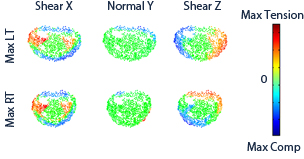 Shear X Normal Y Shear Z
Max Tension
Max LT
0
Max RT
Max Comp